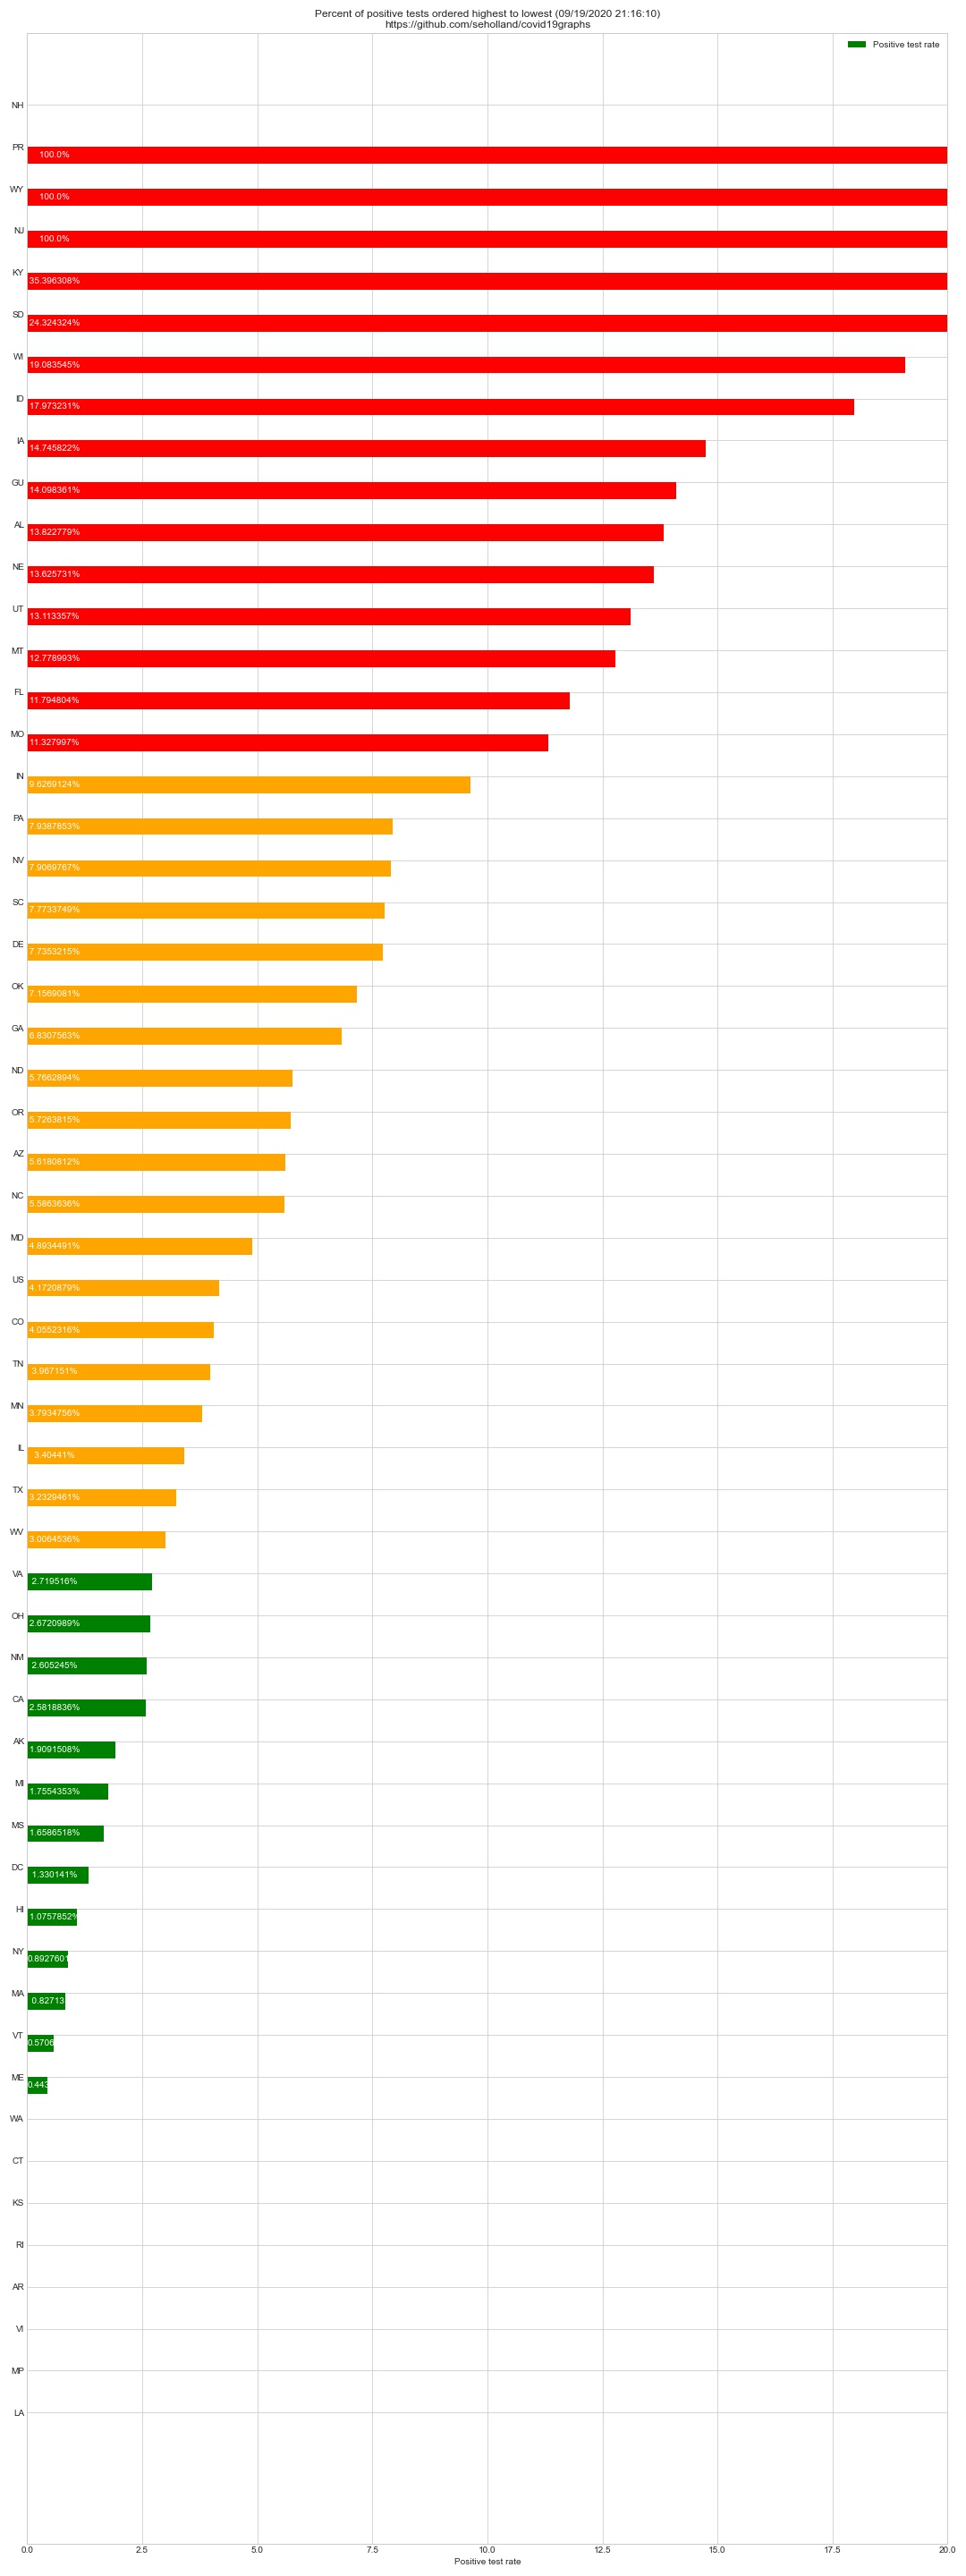 Percent of positive tests ordered highest to lowest (09/19/2020 21:16:10)
https://github.com/seholland/covid19graphs
Positive test rate
NH
PR
100.0%
WY
100.0%
NJ
100.0%
KY
35.396308%
SD
24.324324%
WI
19.083545%
ID
17.973231%
IA
14.745822%
GU
14.098361%
AL
13.822779%
NE
13.625731%
UT
13.113357%
MT
12.778993%
FL
11.794804%
MO
11.327997%
IN
9.6269124%
PA
7.9387853%
NV
7.9069767%
SC
7.7733749%
DE
7.7353215%
OK
7.1569081%
GA
6.8307563%
ND
5.7662894%
OR
5.7263815%
AZ
5.6180812%
NC
5.5863636%
MD
4.8934491%
US
4.1720879%
CO
4.0552316%
TN
3.967151%
MN
3.7934756%
IL
3.40441%
TX
3.2329461%
WV
3.0064536%
VA
2.719516%
OH
2.6720989%
NM
2.605245%
CA
2.5818836%
AK
1.9091508%
MI
1.7554353%
MS
1.6586518%
DC
1.330141%
HI
1.0757852%
NY
0.8927601
MA
0.82713
VT
0.5706
ME
0.443
WA
CT
KS
RI
AR
VI
MP
LA
0.0 2.5 5.0 7.5 10.0 12.5 15.0 17.5 20.0
Positive test rate